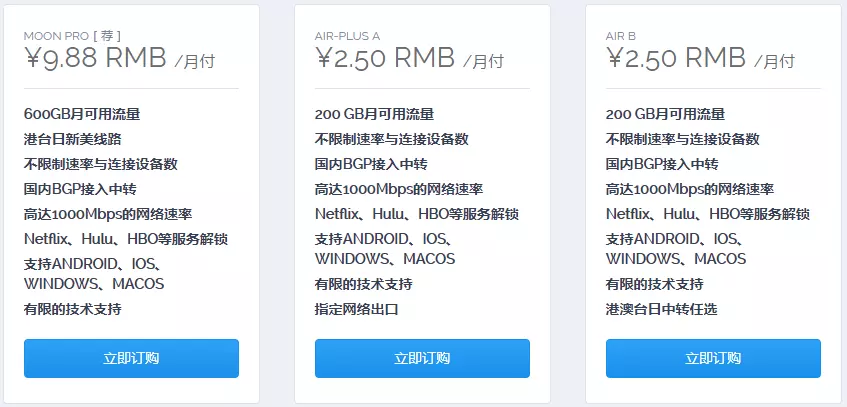 MOON PRO [ 荐 ]
¥9.88 RMB /月付
600GB月可用流量
港台日新美线路
不限制速率与连接设备数
国内BGP接入中转
高达1000Mbps的网络速率
Netflix、Hulu、HBO等服务解锁
支持ANDROID、IOS、
WINDOWS、MACOS
有限的技术支持
立即订购
AIR-PLUS A
¥2.50 RMB /月付
200 GB月可用流量
不限制速率与连接设备数
国内BGP接入中转
高达1000Mbps的网络速率
Netflix、Hulu、HBO等服务解锁
支持ANDROID、IOS、
WINDOWS、MACOS
有限的技术支持
指定网络出口
立即订购
AIR B
¥2.50 RMB /月付
200 GB月可用流量
不限制速率与连接设备数
国内BGP接入中转
高达1000Mbps的网络速率
Netflix、Hulu、HBO等服务解锁
支持ANDROID、IOS、
WINDOWS、MACOS
有限的技术支持
港澳台日中转任选
立即订购